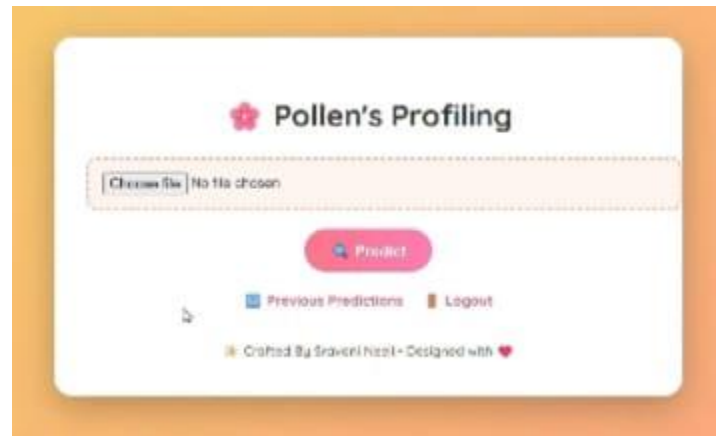 Pollen's Profiling
Choose file No file chosen
Predict
Previous Predictions Logout
Crafted By Sravani • Designed with